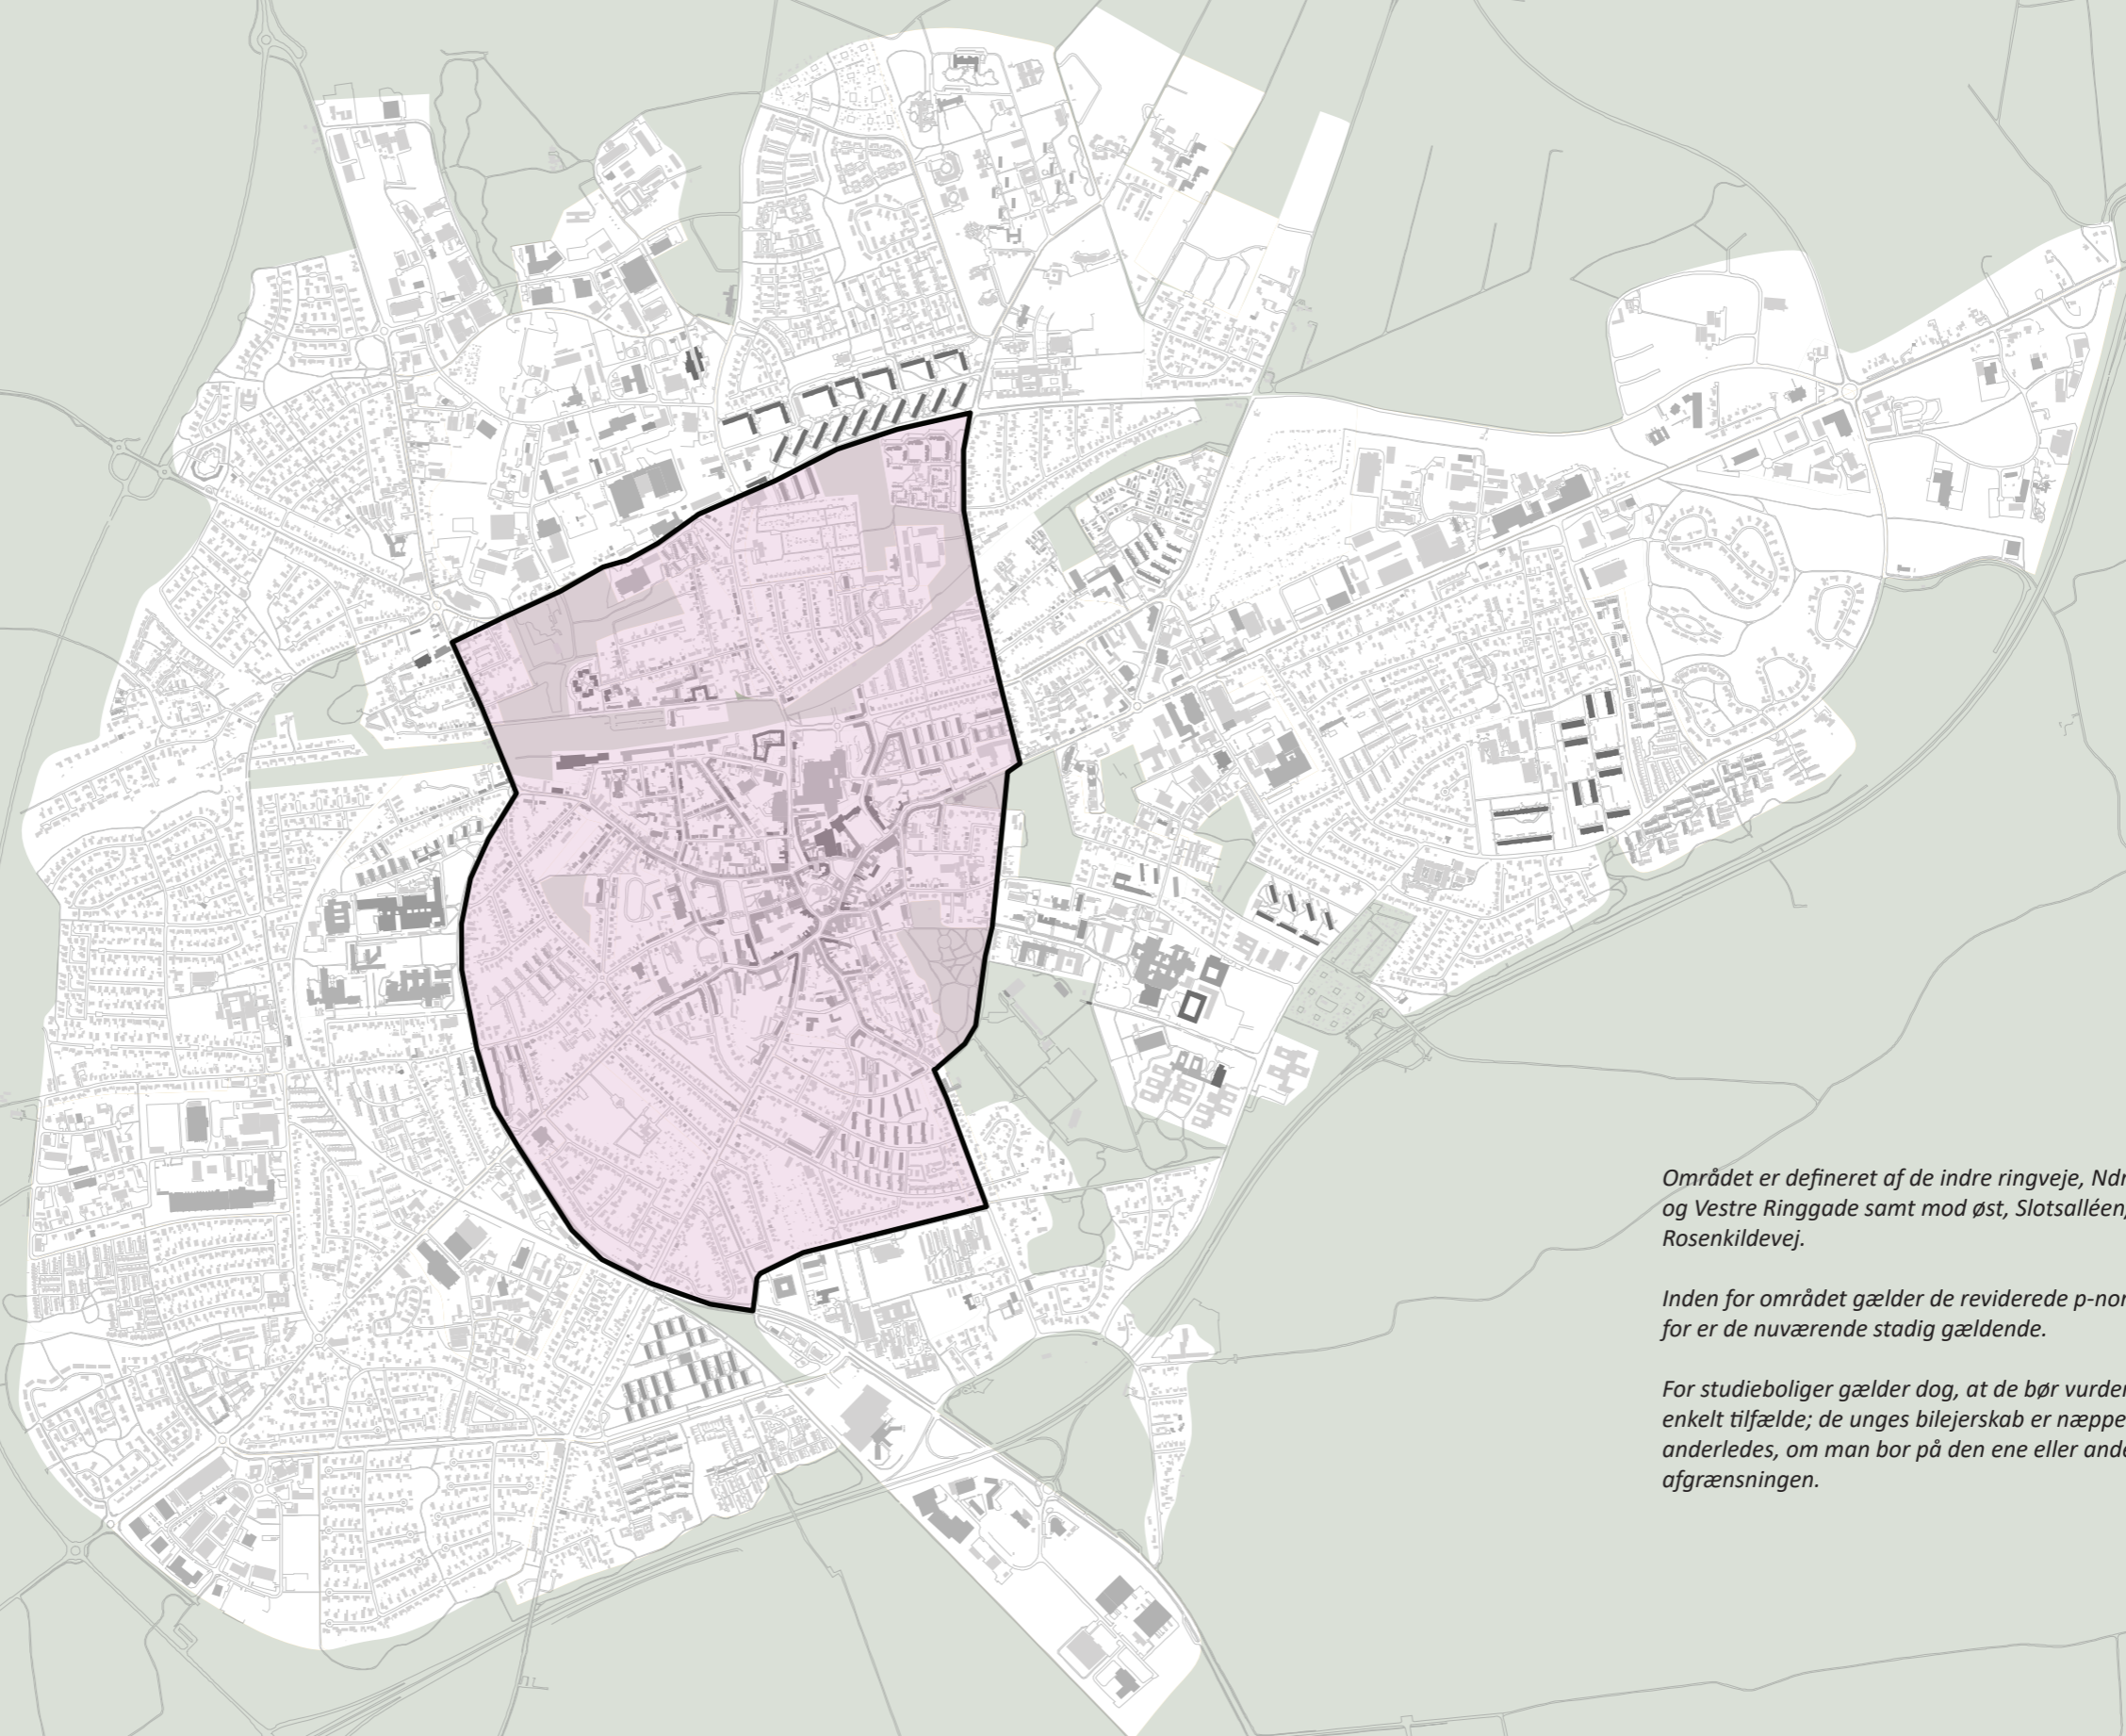 Området er defineret af de indre ringveje, Ndr
og Vestre Ringgade samt mod øst, Slotsalléen,
Rosenkildevej.
Inden for området gælder de reviderede p-nor
for er de nuværende stadig gældende.
For studieboliger gælder dog, at de bør vurder
enkelt tilfælde; de unges bilejerskab er næppe
anderledes, om man bor på den ene eller ande
afgrænsningen.